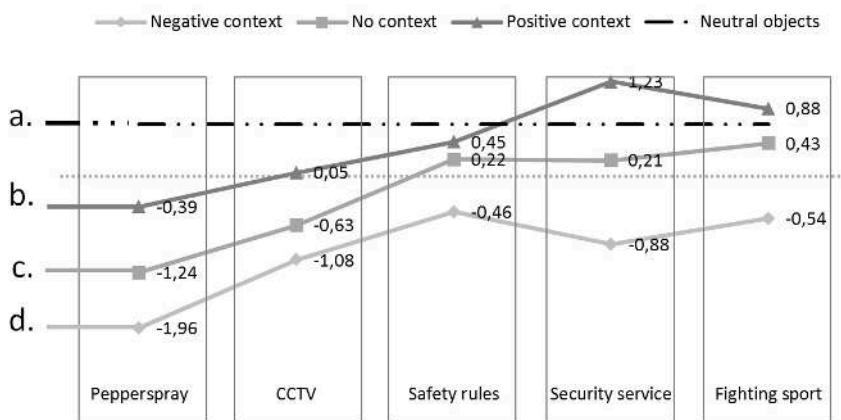 Negative context No context Positive context Neutral objects
a.
1,23
0,88
0,45
0,43
0,22
0,21
0,05
b.
-0,39
-0,46
-0,54
-0,63
-0,88
c.
-1,24
-1,08
d.
-1,96
Pepperspray CCTV Safety rules Security service Fighting sport